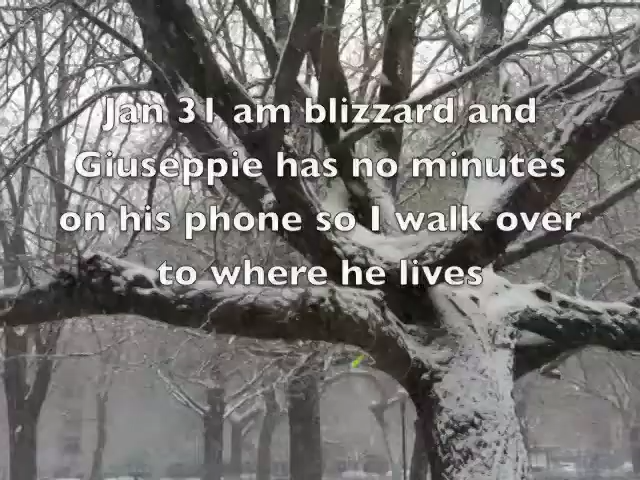 Jan 31 am blizzard and
Giuseppie has no minutes
on his phone so I walk over
to where he lives